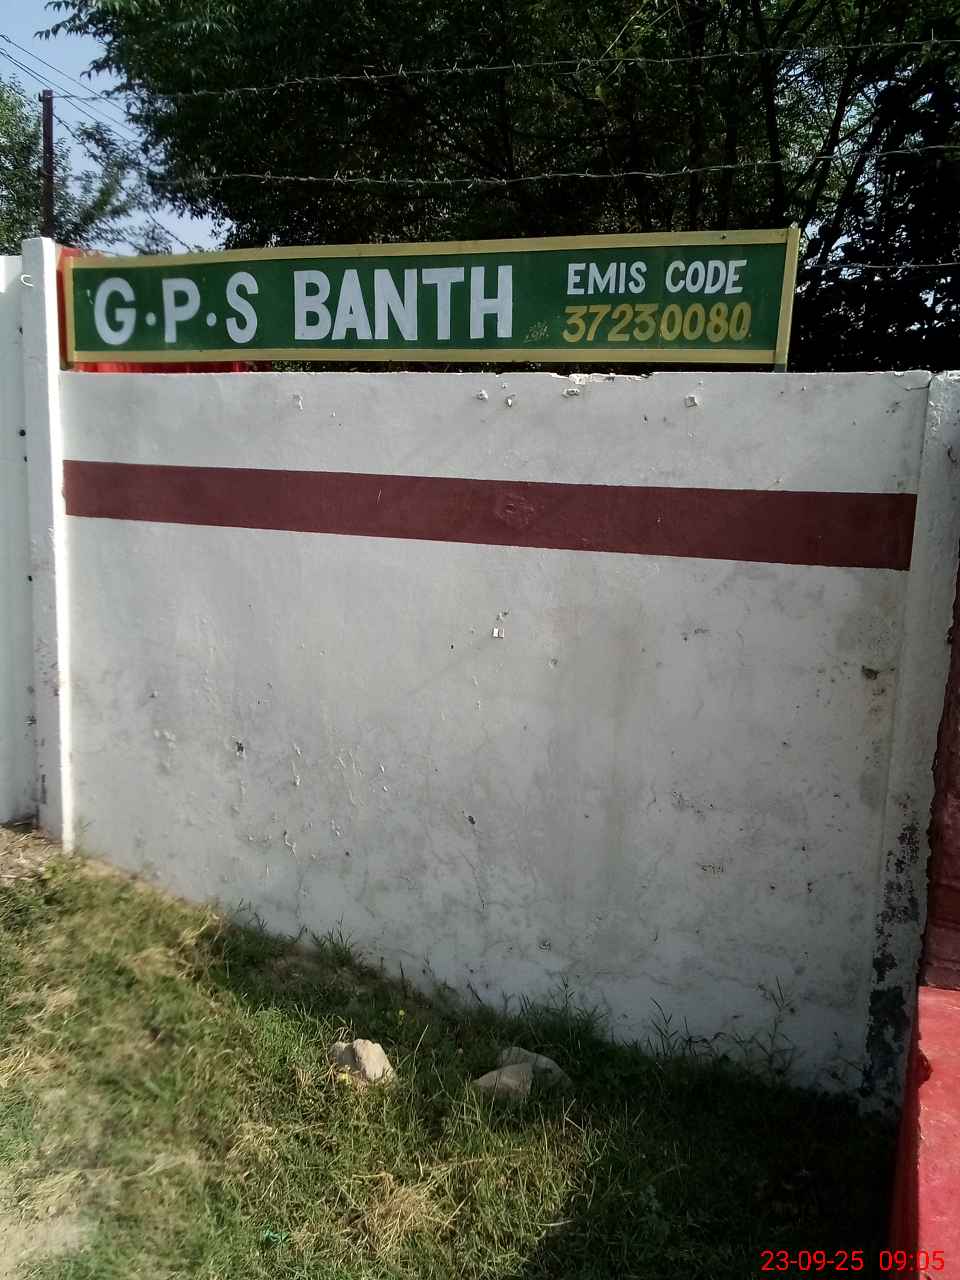 G.P.S BANTH
EMIS CODE
37230080
23-09-25 09:05